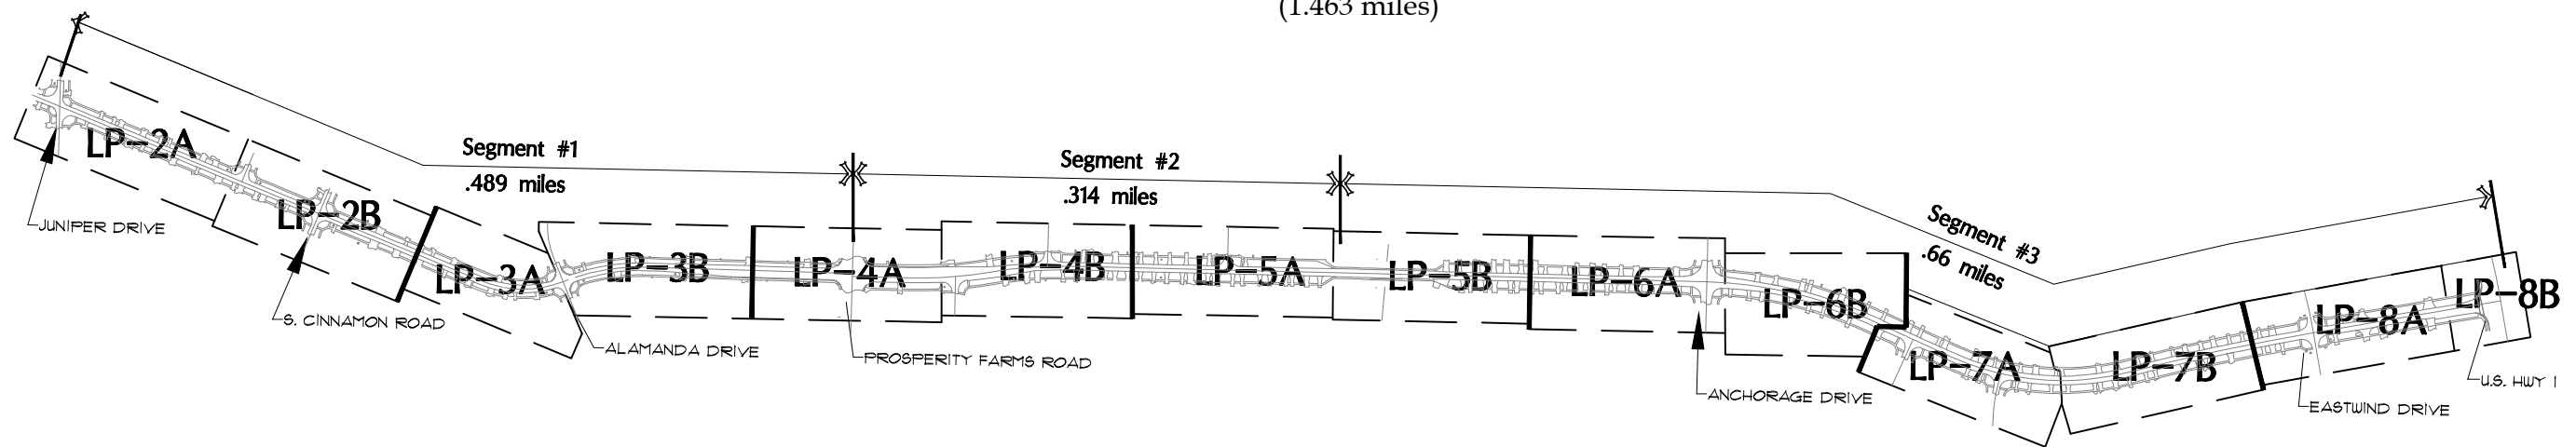 (1.463 miles)
Segment #1
.489 miles
Segment #2
.314 miles
Segment #3
.66 miles
LP-2A
LP-2B
LP-3A
LP-3B
LP-4A
LP-4B
LP-5A
LP-5B
LP-6A
LP-6B
LP-7A
LP-7B
LP-8A
LP-8B
JUNIPER DRIVE
S. CINNAMON ROAD
ALAMANDA DRIVE
PROSPERITY FARMS ROAD
ANCHORAGE DRIVE
EASTWIND DRIVE
U.S. HWY 1